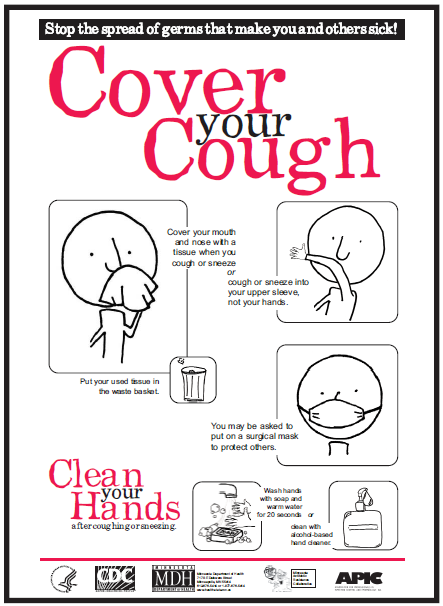 Stop the spread of germs that make you and others sick!
Cover
your
Cough
Cover your mouth
and nose with a
tissue when you
cough or sneeze
or
cough or sneeze into
your upper sleeve,
not your hands.
Put your used tissue in
the waste basket.
You may be asked to
put on a surgical mask
to protect others.
Clean
your
Hands
after coughing or sneezing.
Wash hands
with soap and
warm water
for 20 seconds
or
clean with
alcohol-based
hand cleaner.
CDC
MDH
Minnesota Department of Health
APIC